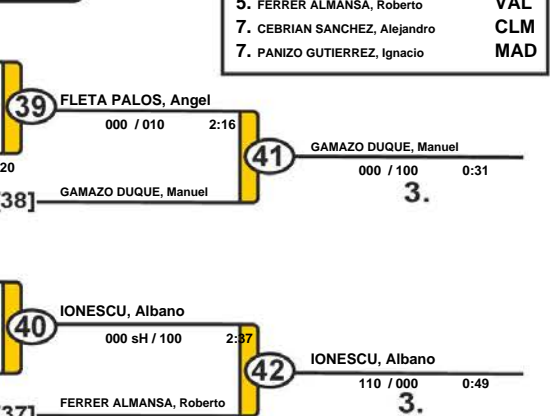 5. FERRER ALMANSA, Roberto VAL
7. CEBRIAN SANCHEZ, Alejandro CLM
7. PANIZO GUTIERREZ, Ignacio MAD
39 FLETA PALOS, Angel
000 / 010 2:16
41 GAMAZO DUQUE, Manuel
20
000 / 100 0:31
38] GAMAZO DUQUE, Manuel
3.
40 IONESCU, Albano
000 sH / 100 2:37
42 IONESCU, Albano
110 / 000 0:49
37] FERRER ALMANSA, Roberto
3.